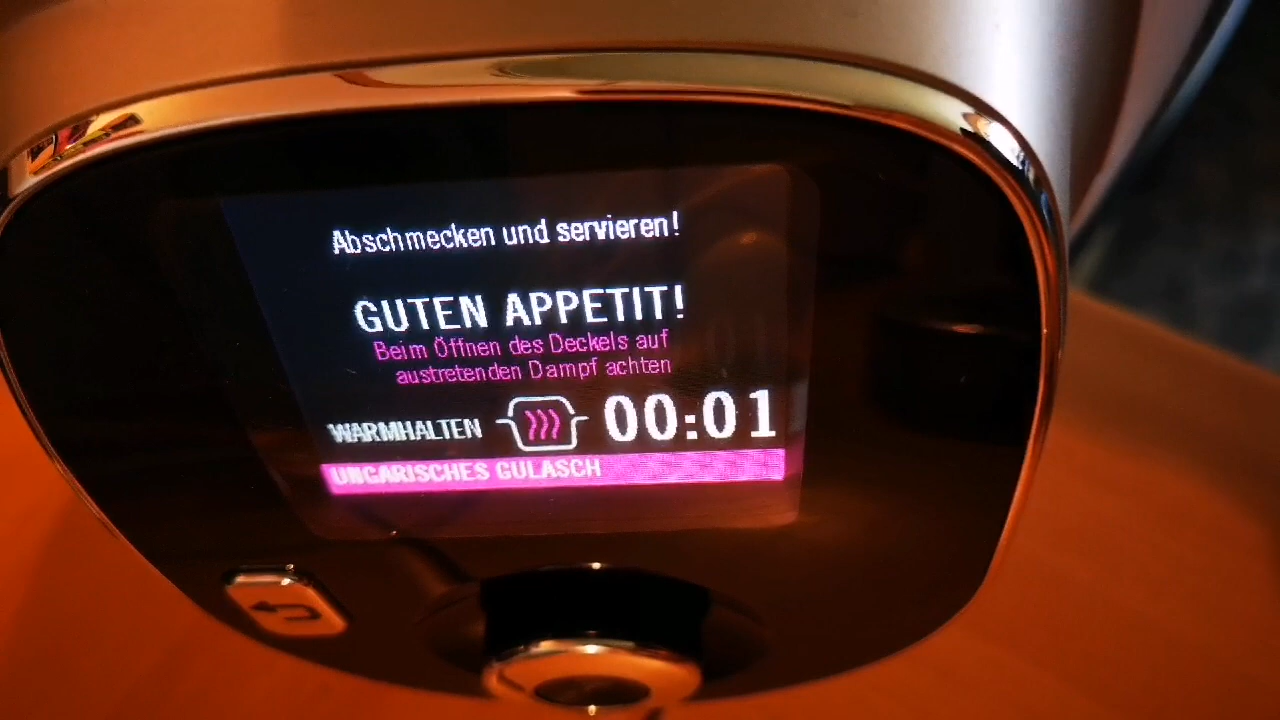 Abschmecken und servieren!
GUTEN APPETIT!
Beim Öffnen des Deckels auf
austretenden Dampf achten
WARMHALTEN 00:01
UNGARISCHES GULASCH